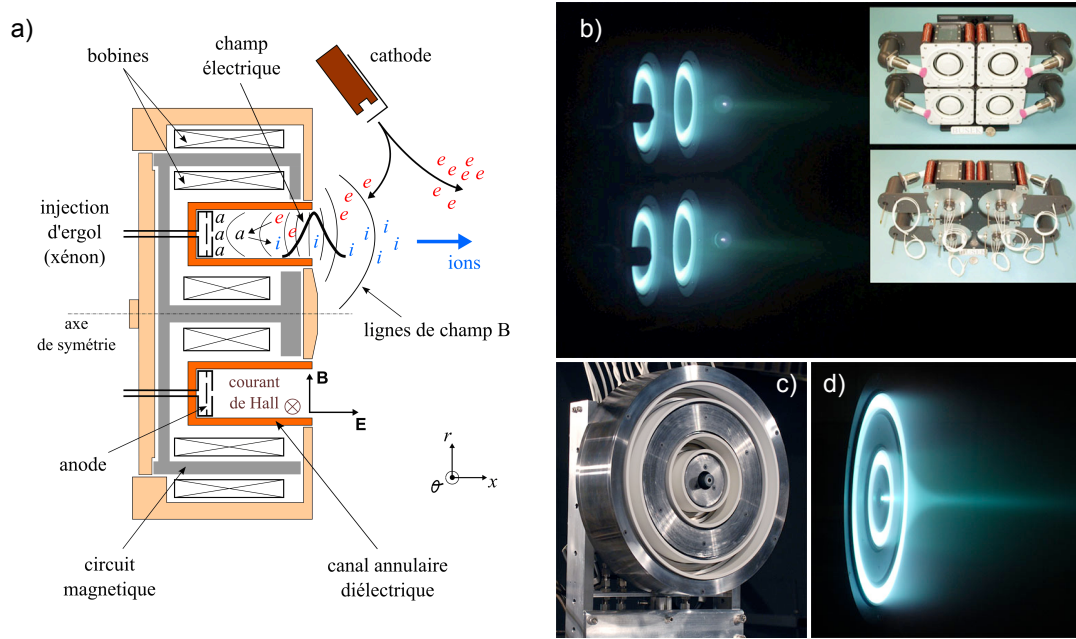 a)
bobines
champ
électrique
cathode
injection
d'ergol
(xénon)
a
a
a
a
e
e
i
i
i
e
e
e
e
e
e
e
e
e
e
e
i
i
i
i
i
ions
lignes de champ B
axe
de symétrie
courant
de Hall
B
E
anode
r
θ
x
circuit
magnetique
canal annulaire
diélectrique
b)
c)
d)